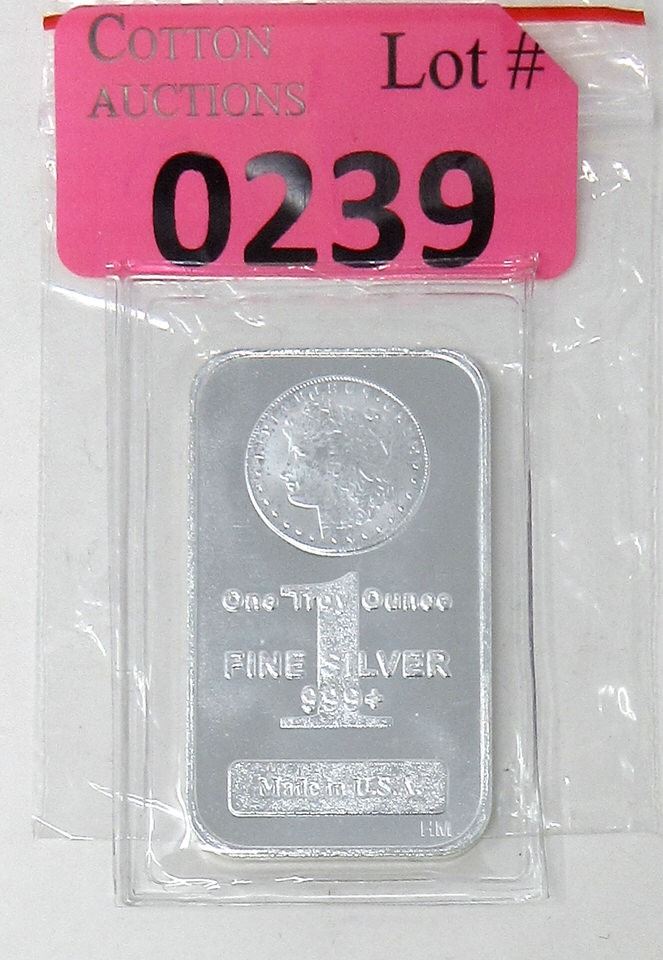 COTTON
AUCTIONS
Lot #
0239
One Troy Ounce
1
FINE SILVER
999+
Made in U.S.A
HM